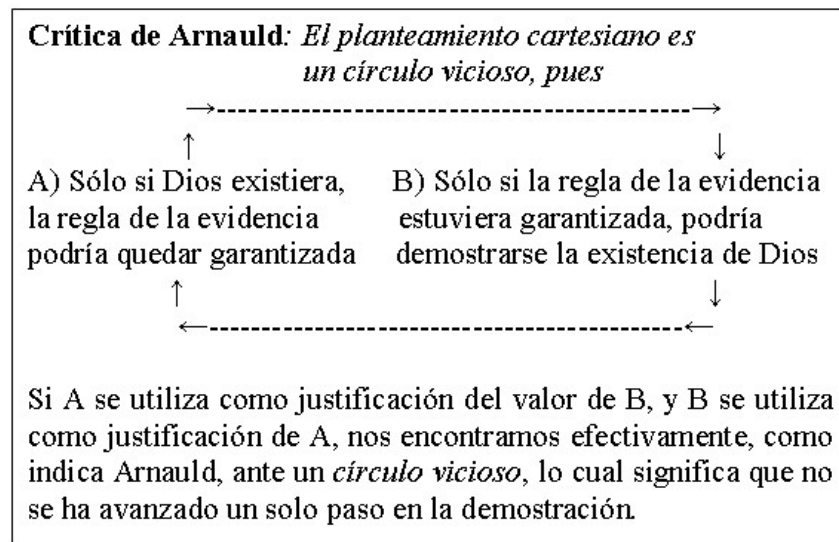 Crítica de Arnauld: El planteamiento cartesiano es
un círculo vicioso, pues
→-----------------------------------------→
↑ ↓
A) Sólo si Dios existiera, B) Sólo si la regla de la evidencia
la regla de la evidencia estuviera garantizada, podría
podría quedar garantizada demostrarse la existencia de Dios
↑ ↓
←-----------------------------------------←
Si A se utiliza como justificación del valor de B, y B se utiliza
como justificación de A, nos encontramos efectivamente, como
indica Arnauld, ante un círculo vicioso, lo cual significa que no
se ha avanzado un solo paso en la demostración.